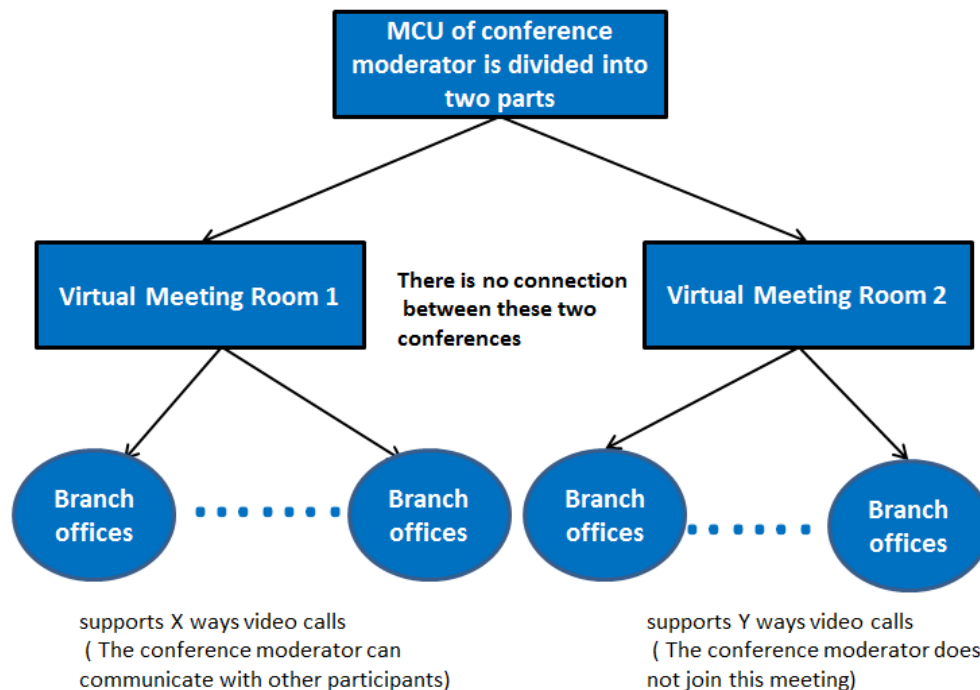 MCU of conference
moderator is divided into
two parts
Virtual Meeting Room 1
There is no connection
between these two
conferences
Virtual Meeting Room 2
Branch
offices
Branch
offices
Branch
offices
Branch
offices
supports X ways video calls
( The conference moderator can
communicate with other participants)
supports Y ways video calls
( The conference moderator does
not join this meeting)